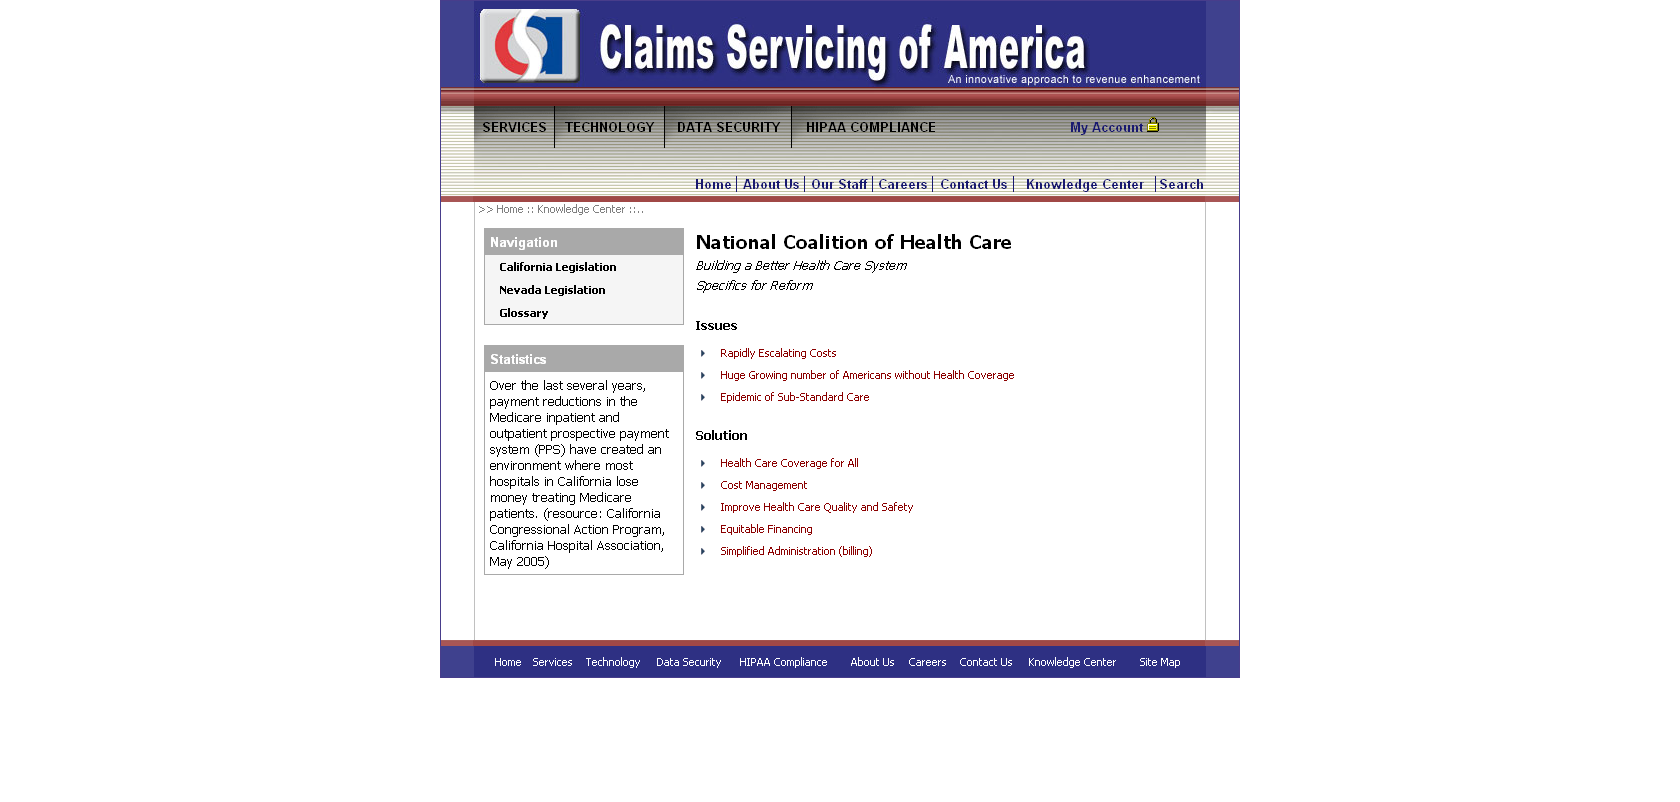 Claims Servicing of America
An innovative approach to revenue enhancement
SERVICES TECHNOLOGY DATA SECURITY HIPAA COMPLIANCE My Account
Home About Us Our Staff Careers Contact Us Knowledge Center Search
>> Home :: Knowledge Center ::..
Navigation
California Legislation
Nevada Legislation
Glossary
Statistics
Over the last several years,
payment reductions in the
Medicare inpatient and
outpatient prospective payment
system (PPS) have created an
environment where most
hospitals in California lose
money treating Medicare
patients. (resource: California
Congressional Action Program,
California Hospital Association,
May 2005)
National Coalition of Health Care
Building a Better Health Care System
Specifics for Reform
Issues
Rapidly Escalating Costs
Huge Growing number of Americans without Health Coverage
Epidemic of Sub-Standard Care
Solution
Health Care Coverage for All
Cost Management
Improve Health Care Quality and Safety
Equitable Financing
Simplified Administration (billing)
Home Services Technology Data Security HIPAA Compliance About Us Careers Contact Us Knowledge Center Site Map